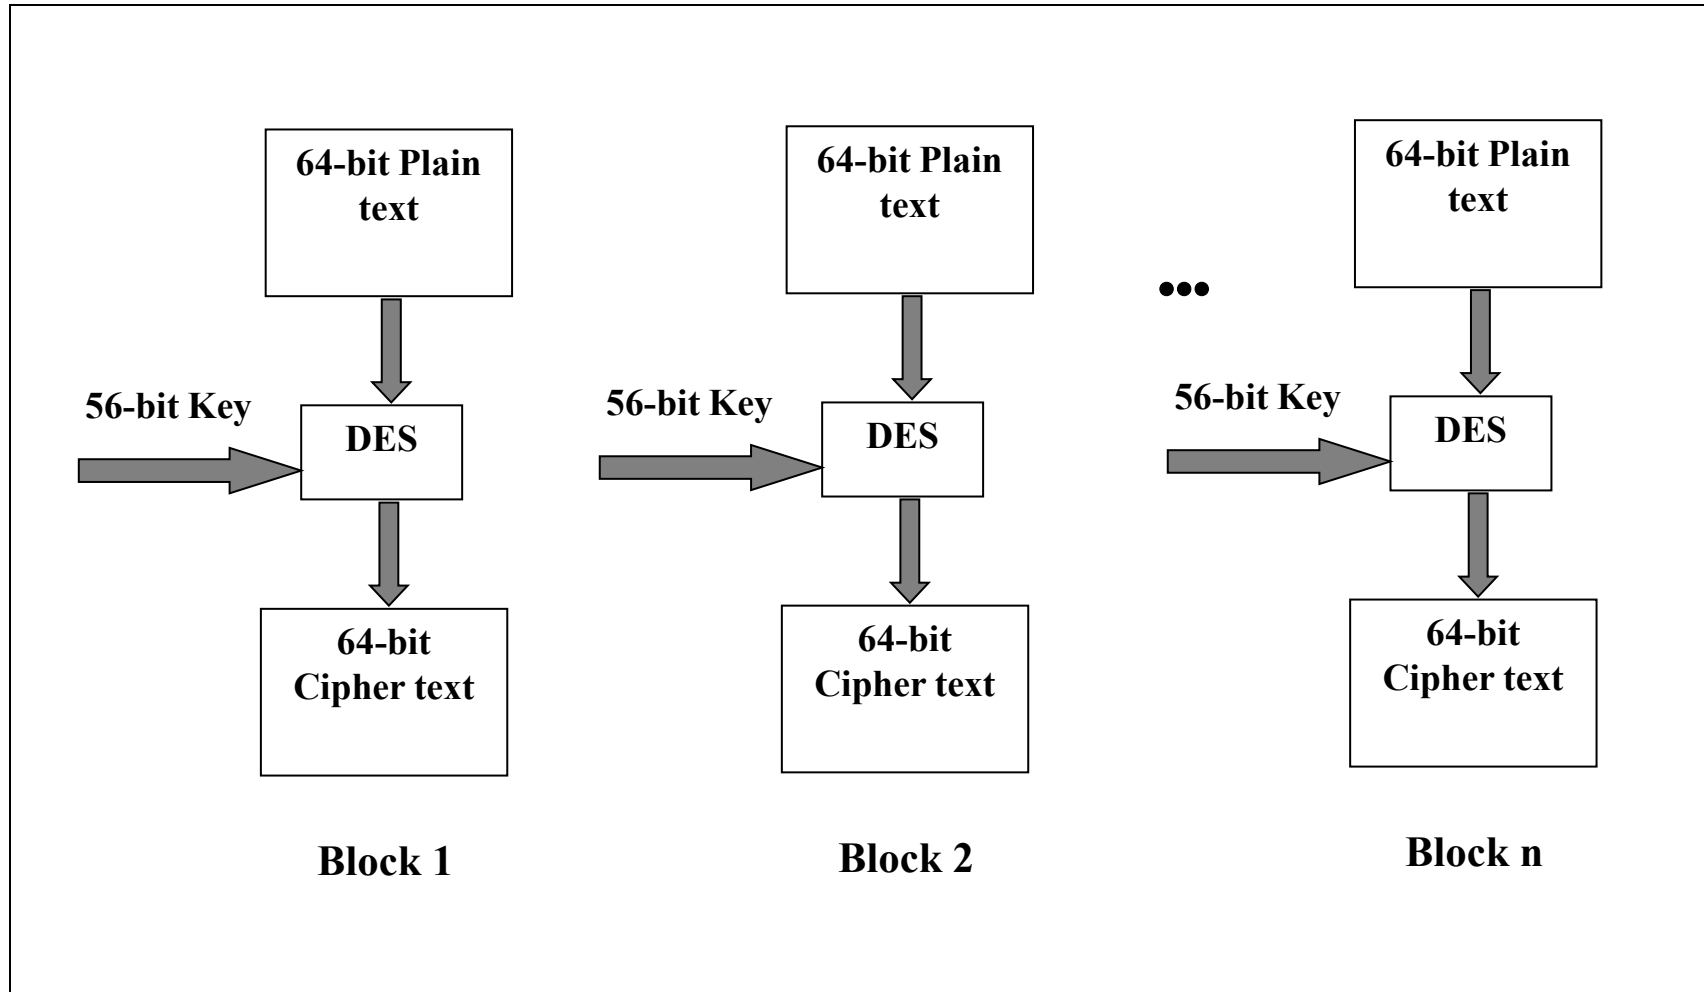 64-bit Plain
text
56-bit Key
DES
64-bit
Cipher text
Block 1
64-bit Plain
text
56-bit Key
DES
64-bit
Cipher text
Block 2
64-bit Plain
text
56-bit Key
DES
64-bit
Cipher text
Block n